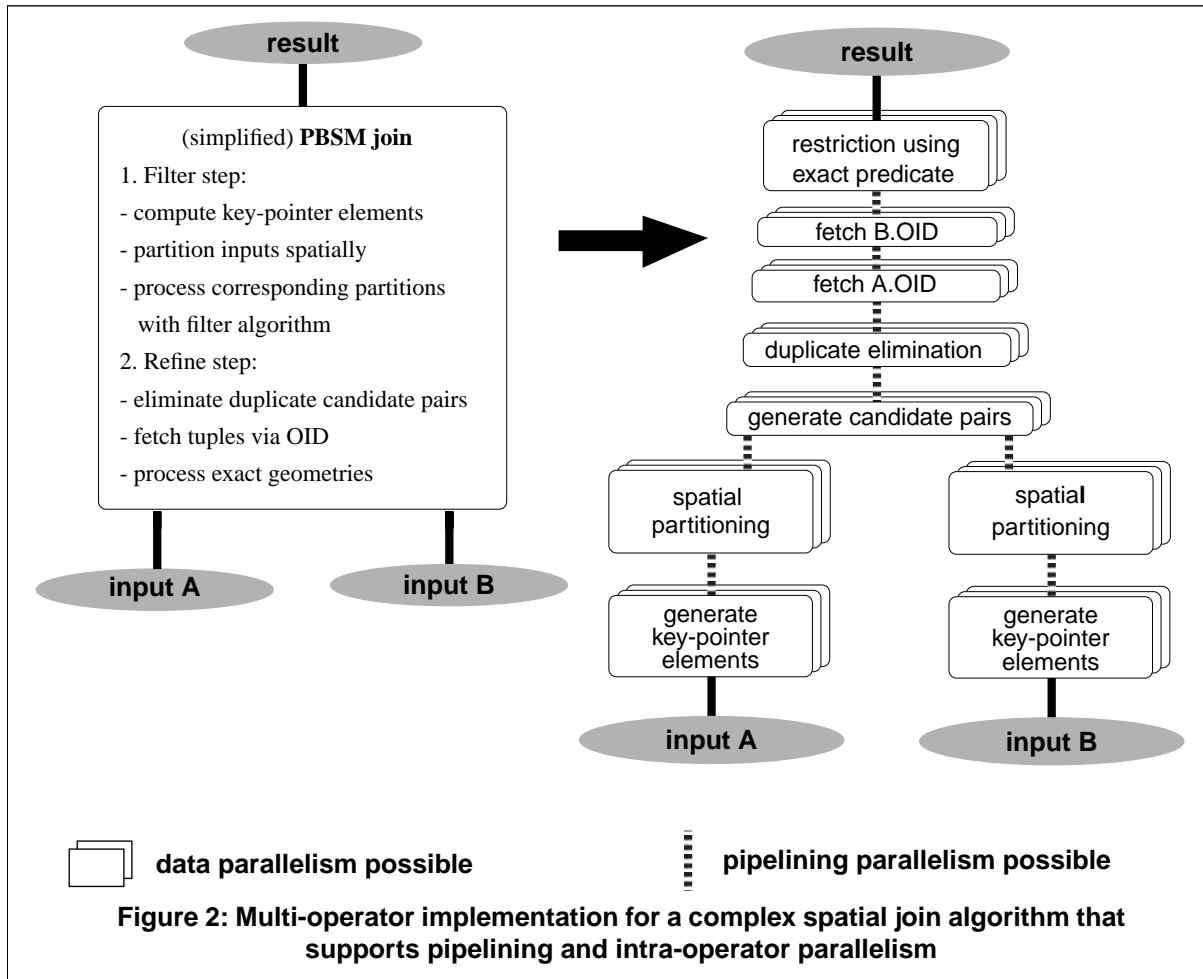 result
(simplified) PBSM join
1. Filter step:
- compute key-pointer elements
- partition inputs spatially
- process corresponding partitions
with filter algorithm
2. Refine step:
- eliminate duplicate candidate pairs
- fetch tuples via OID
- process exact geometries
input A
input B
result
restriction using
exact predicate
fetch B.OID
fetch A.OID
duplicate elimination
generate candidate pairs
spatial
partitioning
spatial
partitioning
generate
key-pointer
elements
generate
key-pointer
elements
input A
input B
data parallelism possible
pipelining parallelism possible
Figure 2: Multi-operator implementation for a complex spatial join algorithm that
supports pipelining and intra-operator parallelism